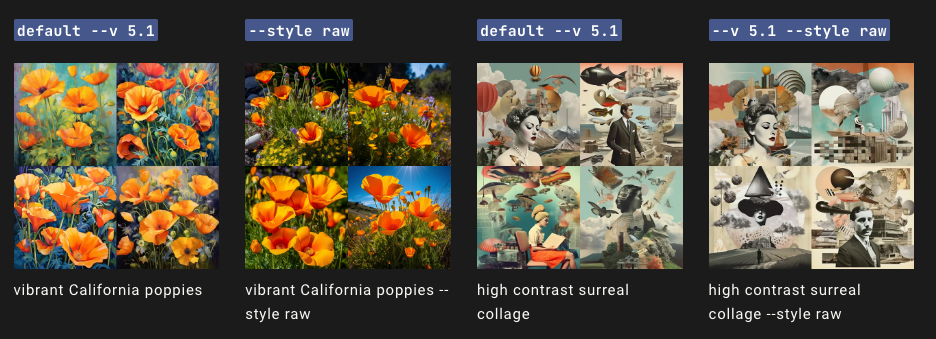 default --v 5.1
--style raw
default --v 5.1
--v 5.1 --style raw
vibrant California poppies
vibrant California poppies --
style raw
high contrast surreal
collage
high contrast surreal
collage --style raw